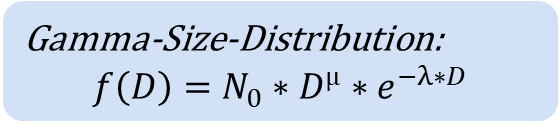 Gamma-Size-Distribution:
f(D) = N₀ * D^μ * e^(−λ*D)